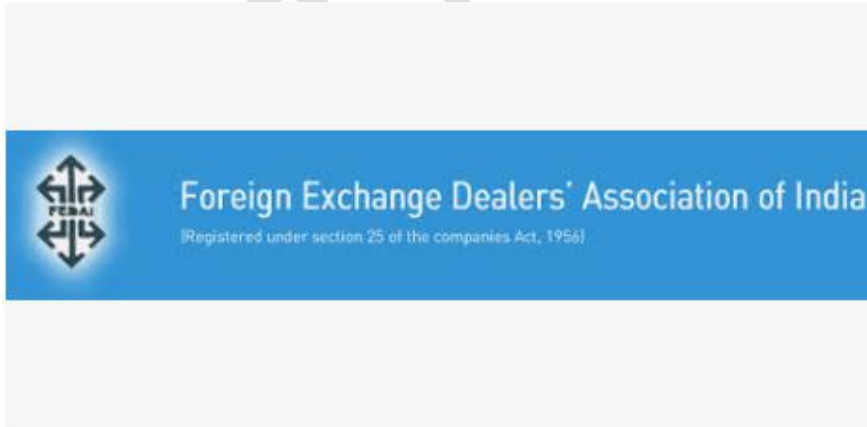 FEDAI
Foreign Exchange Dealers' Association of India
(Registered under section 25 of the companies Act, 1956)